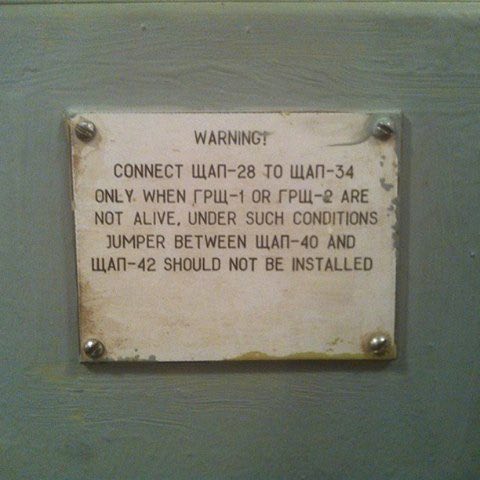 WARNING!
CONNECT ЩАП-28 TO ЩАП-34
ONLY WHEN ГРЩ-1 OR ГРЩ-2 ARE
NOT ALIVE, UNDER SUCH CONDITIONS
JUMPER BETWEEN ЩАП-40 AND
ЩАП-42 SHOULD NOT BE INSTALLED